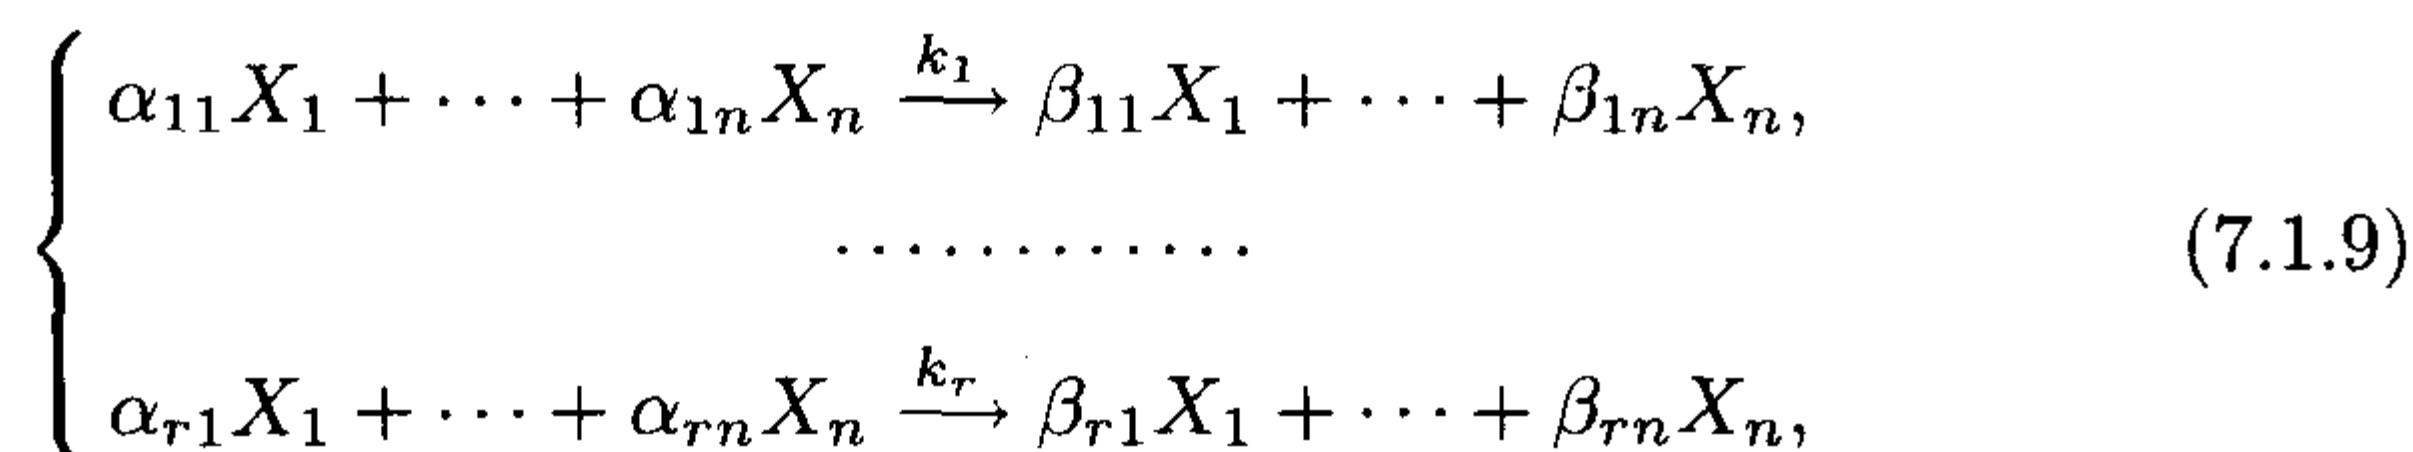 α₁₁X₁ + ··· + α₁ₙXₙ —k₁→ β₁₁X₁ + ··· + β₁ₙXₙ,
············ (7.1.9)
αᵣ₁X₁ + ··· + αᵣₙXₙ —kᵣ→ βᵣ₁X₁ + ··· + βᵣₙXₙ,